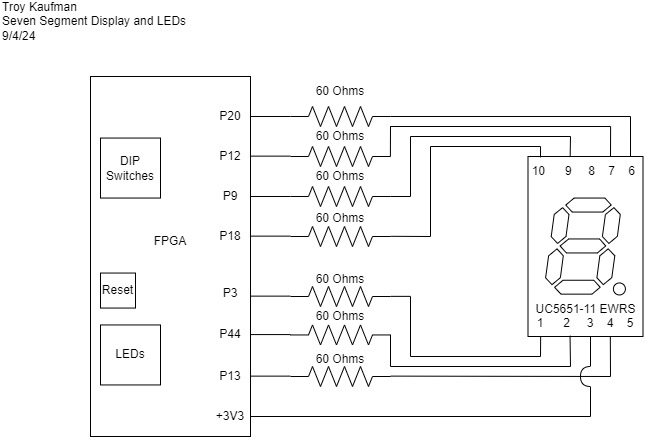 Troy Kaufman
Seven Segment Display and LEDs
9/4/24
60 Ohms
P20
60 Ohms
P12
DIP
Switches
60 Ohms
P9
10 9 8 7 6
60 Ohms
P18
FPGA
60 Ohms
Reset
P3
UC5651-11 EWRS
60 Ohms
1 2 3 4 5
P44
LEDs
60 Ohms
P13
+3V3